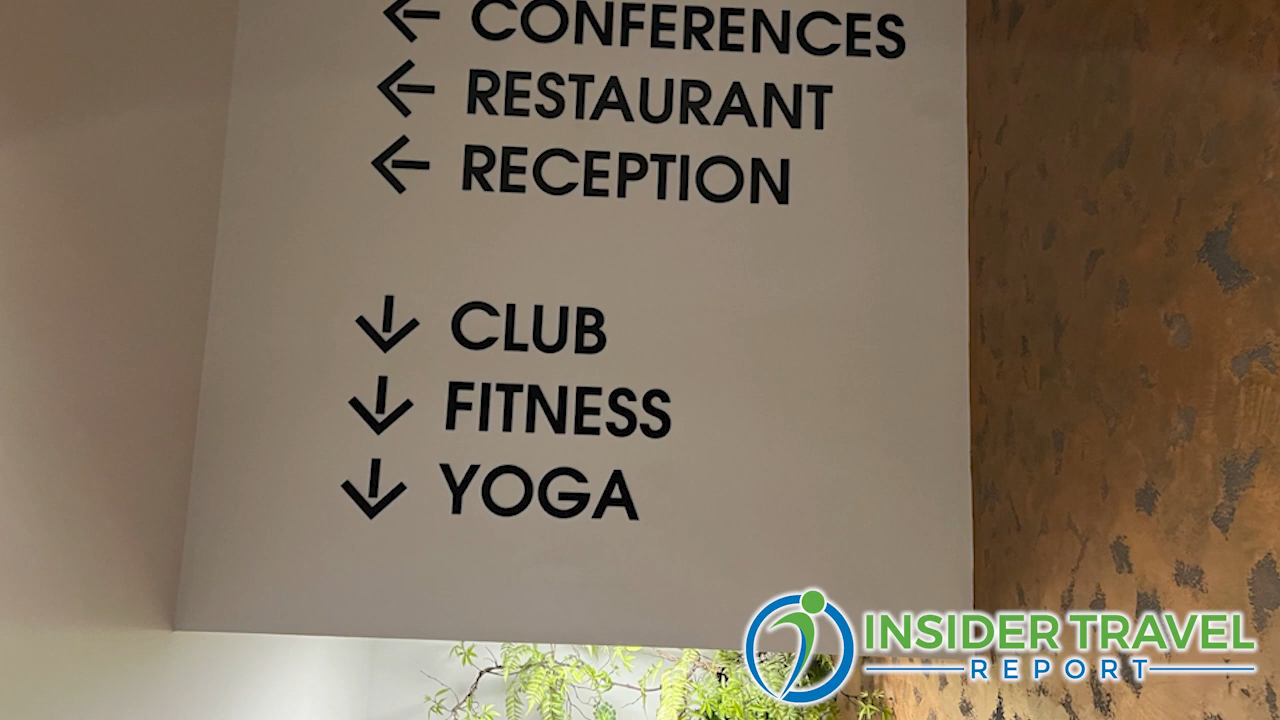 ← CONFERENCES
← RESTAURANT
← RECEPTION
↓ CLUB
↓ FITNESS
↓ YOGA
INSIDER TRAVEL
REPORT